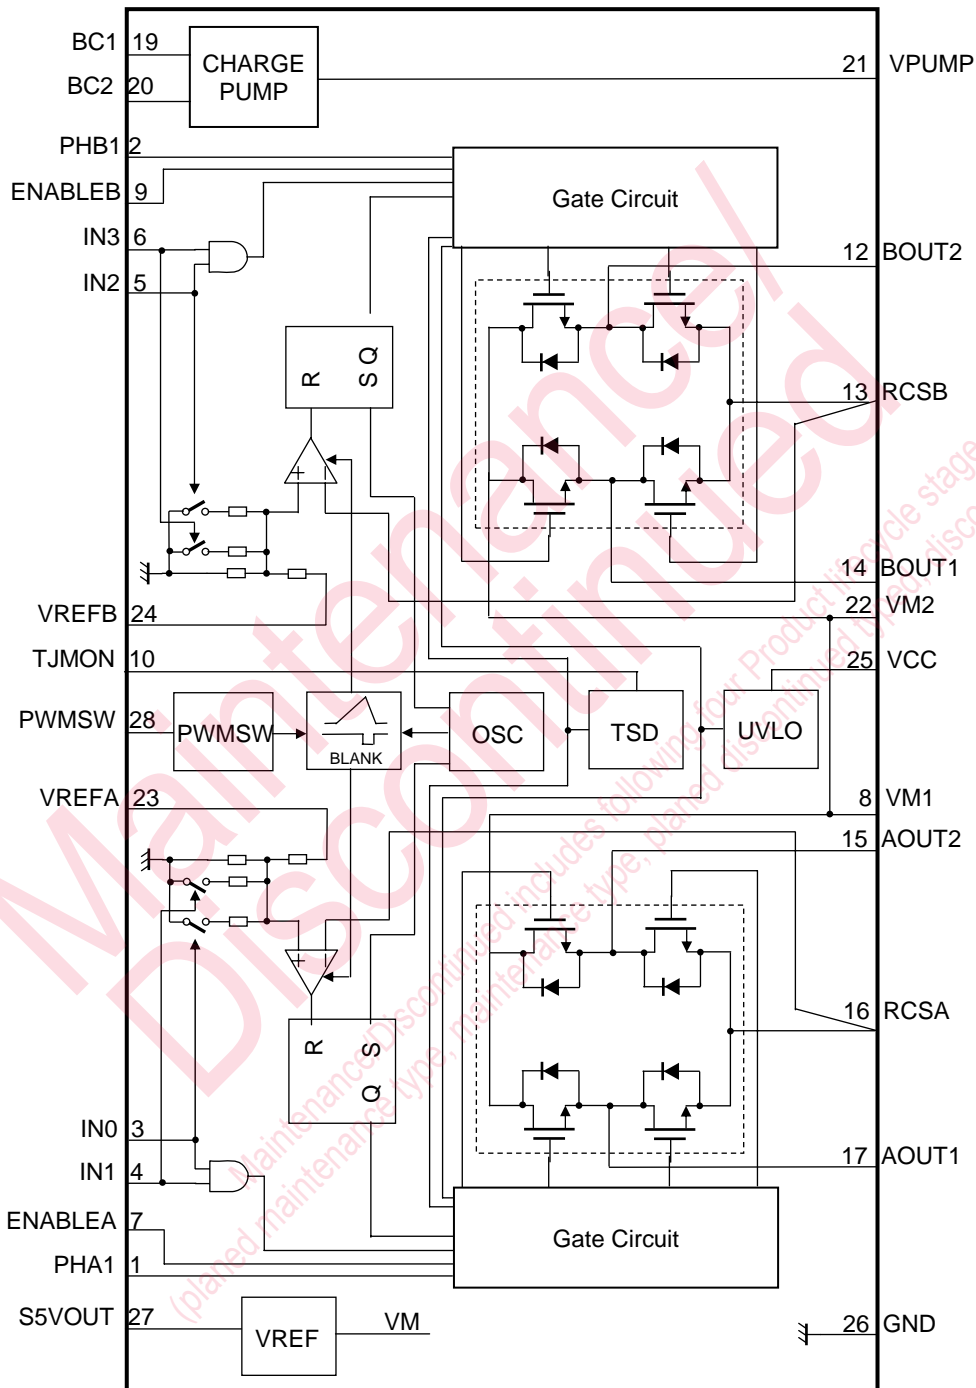 BC1 19
BC2 20
CHARGE
PUMP
21 VPUMP
PHB1 2
ENABLEB 9
IN3 6
IN2 5
Gate Circuit
12 BOUT2
R
S Q
13 RCSB
+
−
14 BOUT1
VREFB 24
22 VM2
TJMON 10
25 VCC
PWMSW 28
PWMSW
BLANK
OSC
TSD
UVLO
VREFA 23
8 VM1
15 AOUT2
+
−
16 RCSA
R
S
Q
IN0 3
IN1 4
17 AOUT1
ENABLEA 7
PHA1 1
Gate Circuit
S5VOUT 27
VREF
VM
26 GND
Maintenance/
Discontinued
Maintenance/Discontinued includes following four Product lifecycle stage
(planed maintenance type, maintenance type, planed discontinued typed, disco